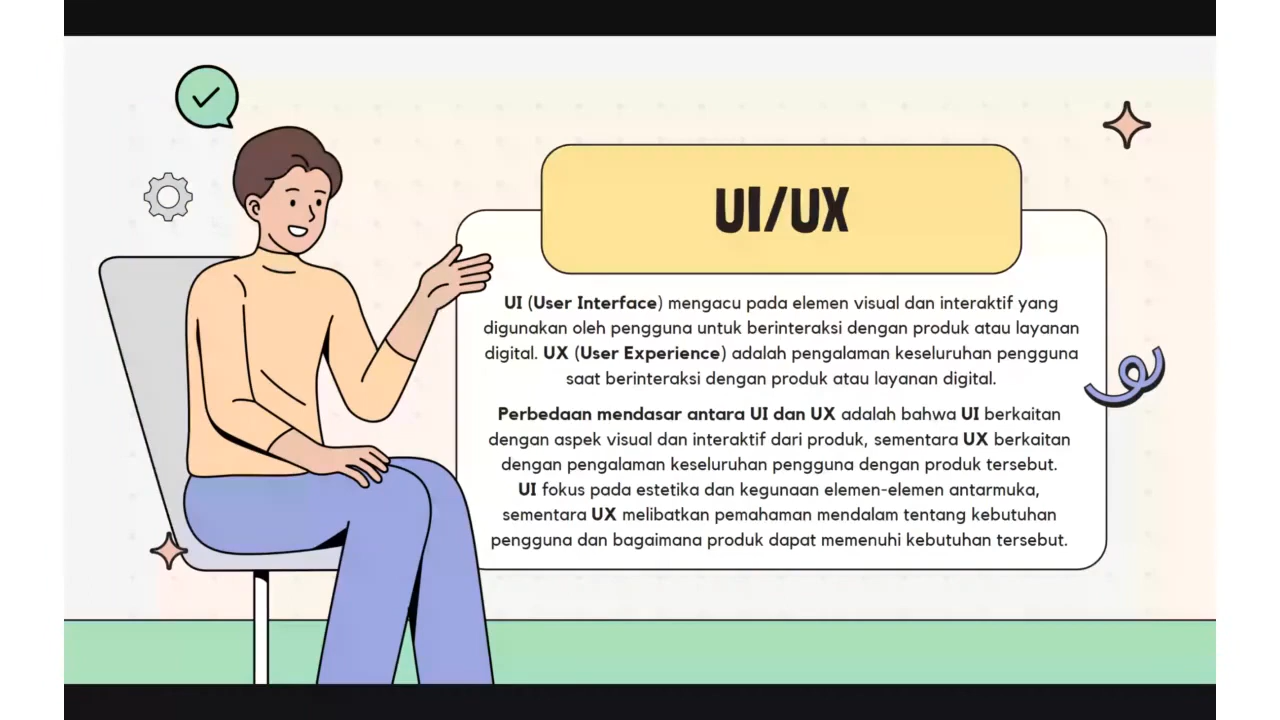 UI/UX
UI (User Interface) mengacu pada elemen visual dan interaktif yang
digunakan oleh pengguna untuk berinteraksi dengan produk atau layanan
digital. UX (User Experience) adalah pengalaman keseluruhan pengguna
saat berinteraksi dengan produk atau layanan digital.
Perbedaan mendasar antara UI dan UX adalah bahwa UI berkaitan
dengan aspek visual dan interaktif dari produk, sementara UX berkaitan
dengan pengalaman keseluruhan pengguna dengan produk tersebut.
UI fokus pada estetika dan kegunaan elemen-elemen antarmuka,
sementara UX melibatkan pemahaman mendalam tentang kebutuhan
pengguna dan bagaimana produk dapat memenuhi kebutuhan tersebut.